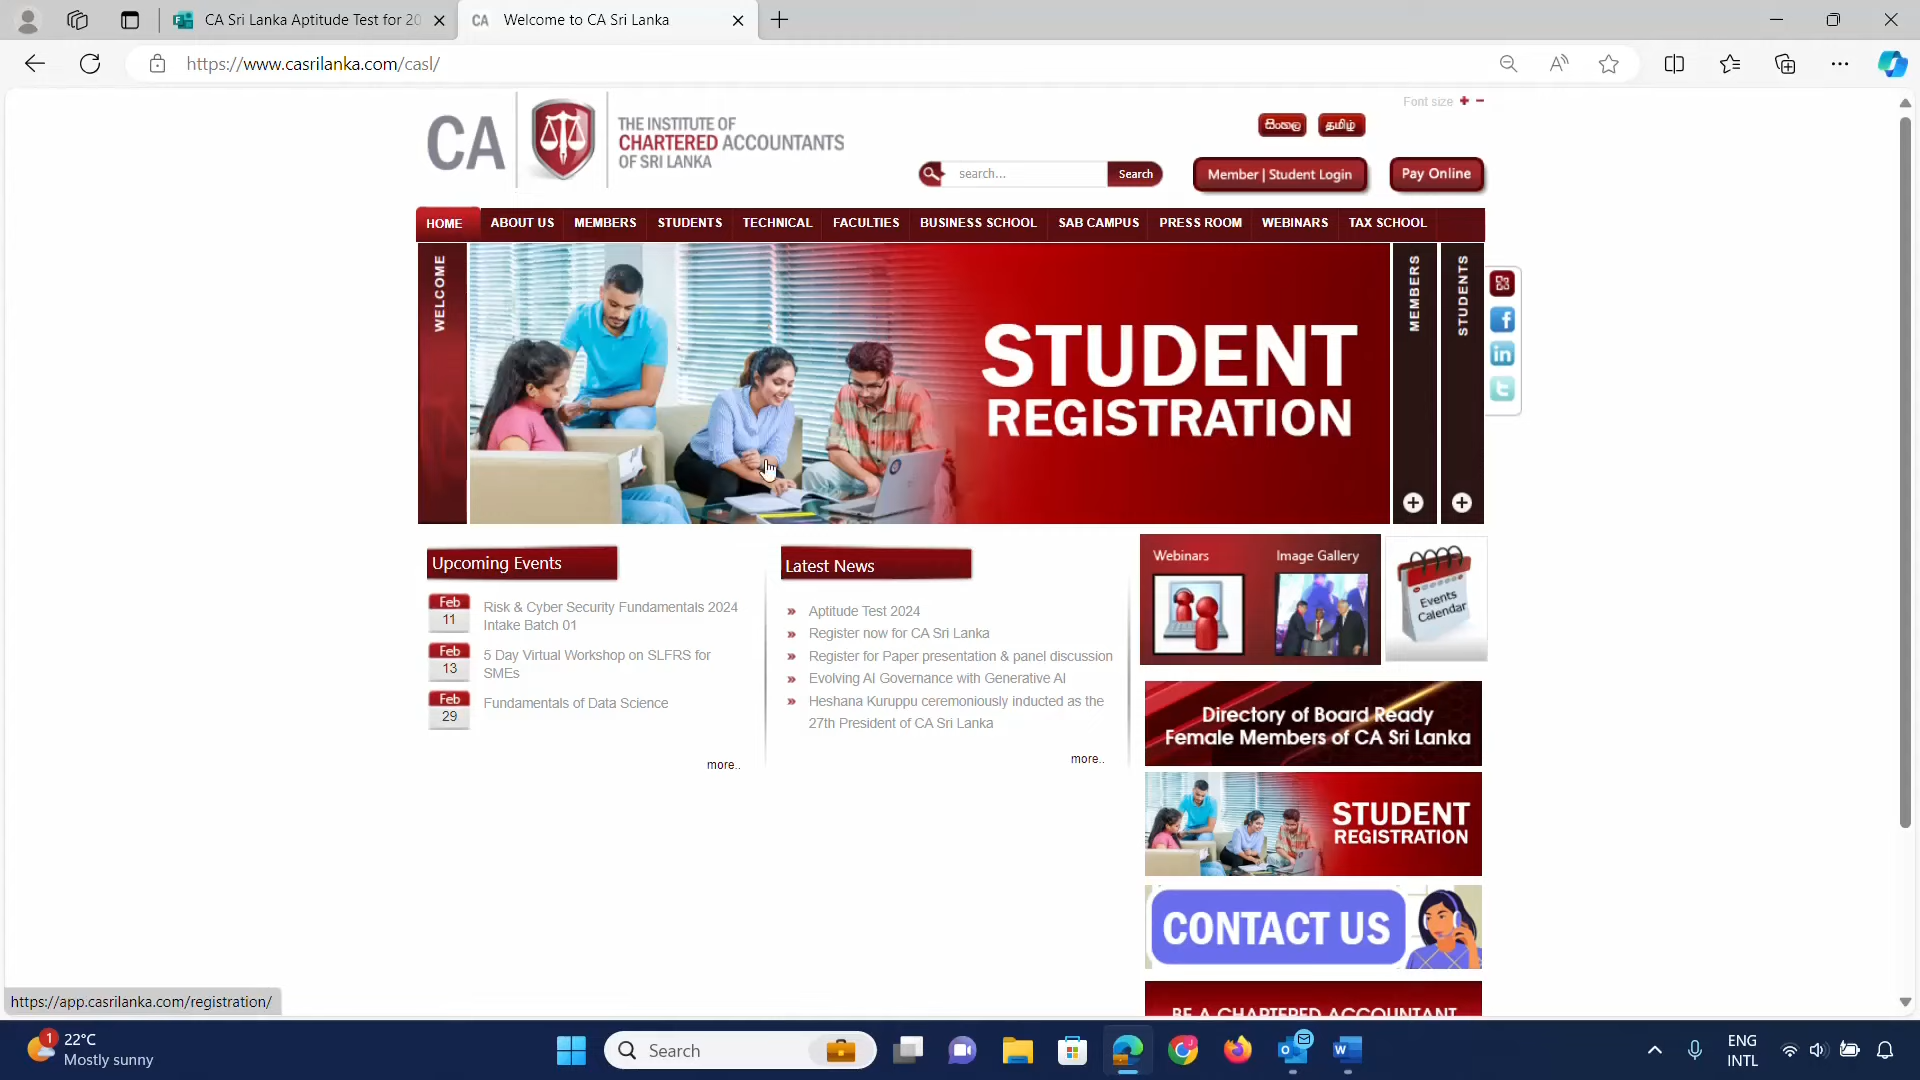 CA Sri Lanka Aptitude Test for 20
CA Welcome to CA Sri Lanka
https://www.casrilanka.com/casl/
Font size + −
CA
THE INSTITUTE OF
CHARTERED ACCOUNTANTS
OF SRI LANKA
සිංහල
தமிழ்
search...
Search
Member | Student Login
Pay Online
HOME ABOUT US MEMBERS STUDENTS TECHNICAL FACULTIES BUSINESS SCHOOL SAB CAMPUS PRESS ROOM WEBINARS TAX SCHOOL
WELCOME
STUDENT
REGISTRATION
MEMBERS
STUDENTS
Upcoming Events
Feb
11
Risk & Cyber Security Fundamentals 2024
Intake Batch 01
Feb
13
5 Day Virtual Workshop on SLFRS for
SMEs
Feb
29
Fundamentals of Data Science
more..
Latest News
Aptitude Test 2024
Register now for CA Sri Lanka
Register for Paper presentation & panel discussion
Evolving AI Governance with Generative AI
Heshana Kuruppu ceremoniously inducted as the
27th President of CA Sri Lanka
more..
Webinars
Image Gallery
Events
Calendar
Directory of Board Ready
Female Members of CA Sri Lanka
STUDENT
REGISTRATION
CONTACT US
BE A CHARTERED ACCOUNTANT
https://app.casrilanka.com/registration/
1
22°C
Mostly sunny
Search
ENG
INTL